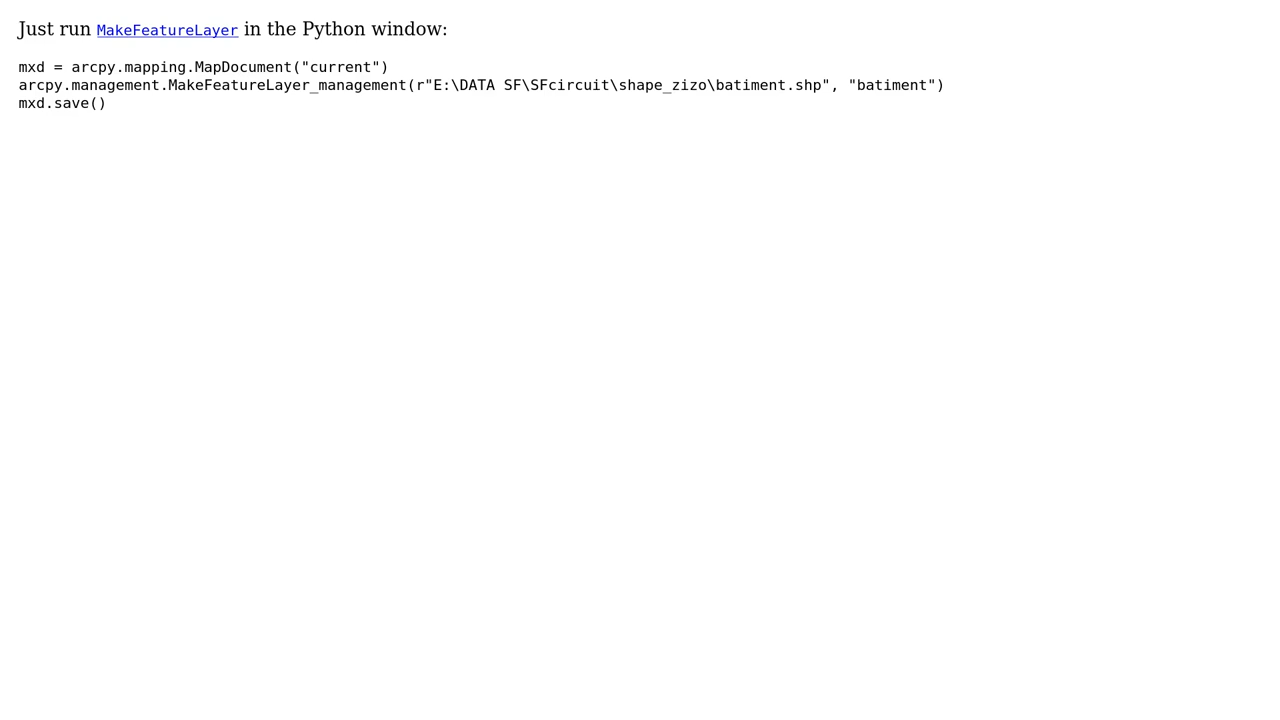 Just run MakeFeatureLayer in the Python window:
mxd = arcpy.mapping.MapDocument("current")
arcpy.management.MakeFeatureLayer_management(r"E:\DATA SF\SFcircuit\shape_zizo\batiment.shp", "batiment")
mxd.save()